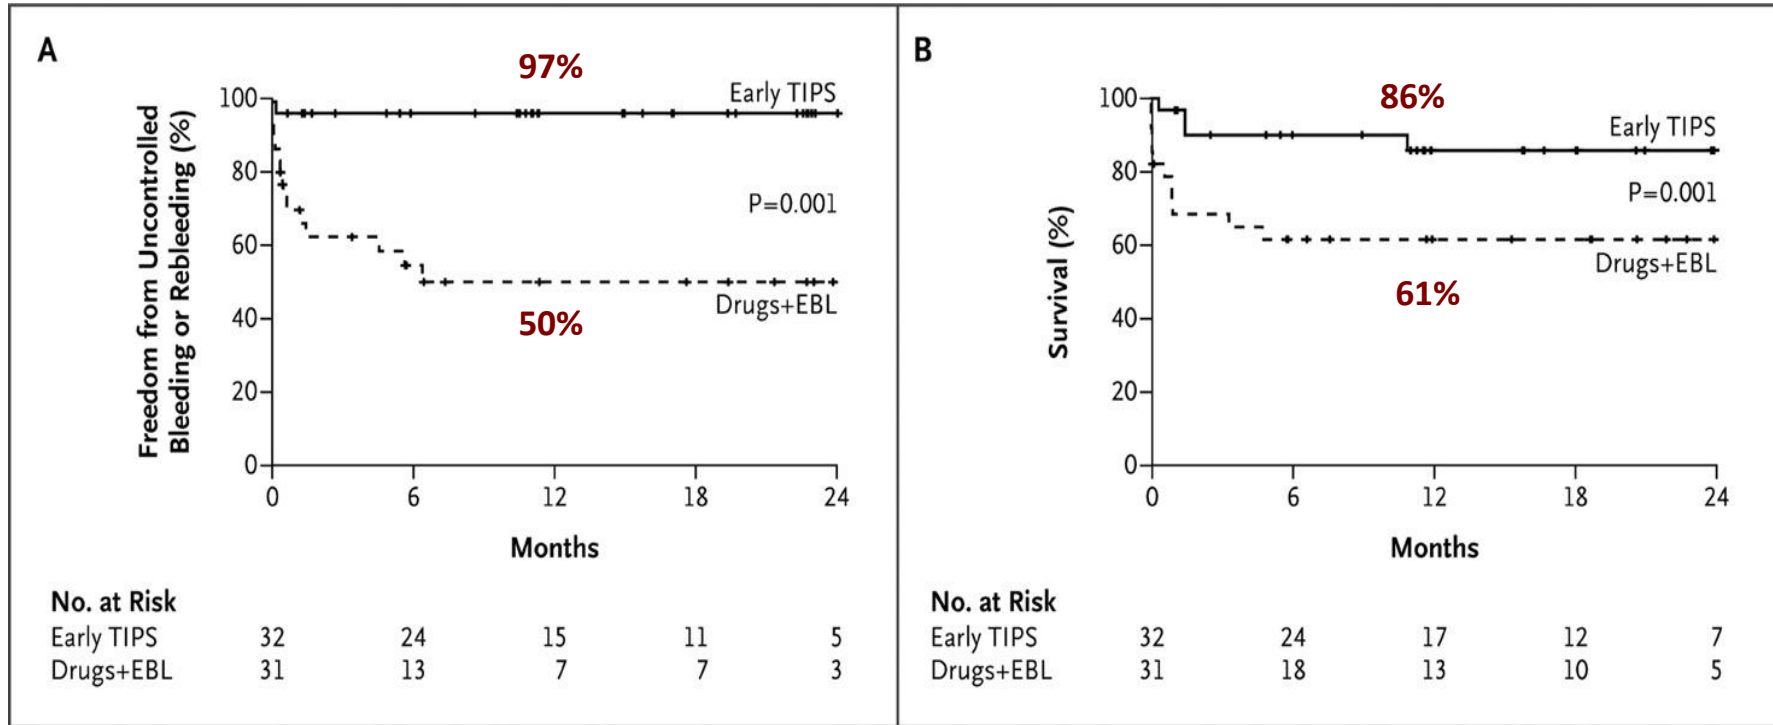 A
97%
Early TIPS
P=0.001
Drugs+EBL
50%
Freedom from Uncontrolled
Bleeding or Rebleeding (%)
100
80
60
40
20
0
0 6 12 18 24
Months
No. at Risk
Early TIPS 32 24 15 11 5
Drugs+EBL 31 13 7 7 3
B
86%
Early TIPS
P=0.001
Drugs+EBL
61%
Survival (%)
100
80
60
40
20
0
0 6 12 18 24
Months
No. at Risk
Early TIPS 32 24 17 12 7
Drugs+EBL 31 18 13 10 5